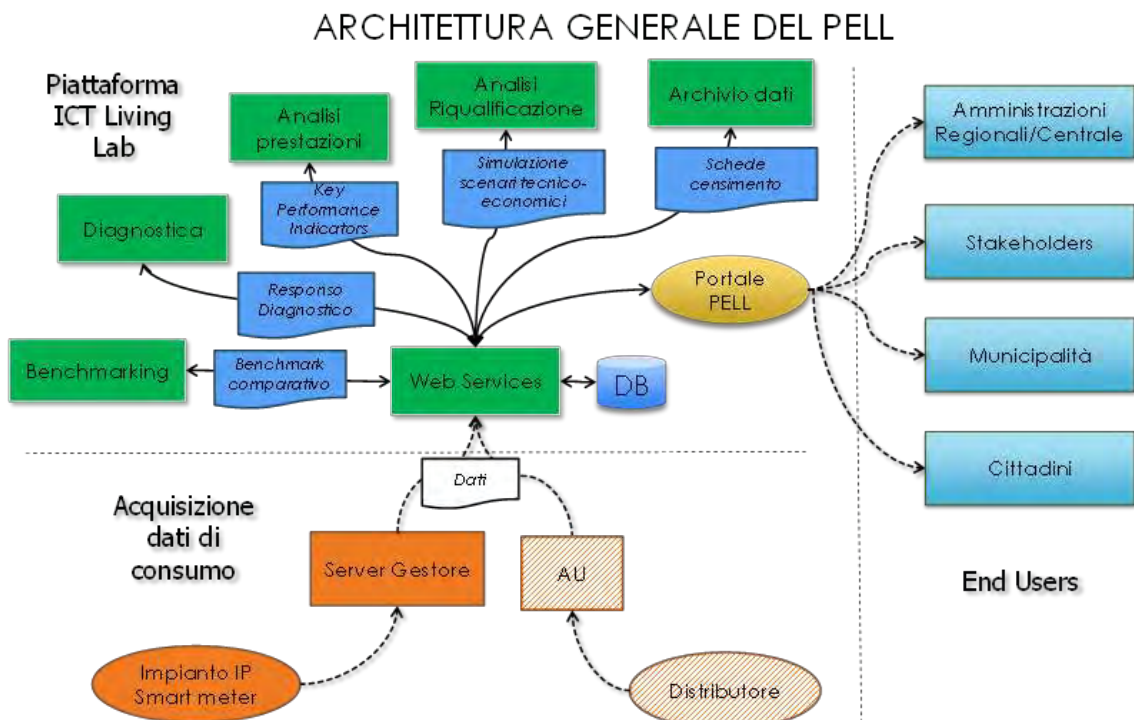 ARCHITETTURA GENERALE DEL PELL
Piattaforma
ICT Living
Lab
Analisi
prestazioni
Analisi
Riqualificazione
Archivio dati
Amministrazioni
Regionali/Centrale
Key
Performance
Indicators
Simulazione
scenari tecnico-
economici
Schede
censimento
Diagnostica
Stakeholders
Responso
Diagnostico
Portale
PELL
Benchmarking
Benchmark
comparativo
Web Services
DB
Municipalità
Dati
Cittadini
Acquisizione
dati di
consumo
Server Gestore
AU
End Users
Impianto IP
Smart meter
Distributore